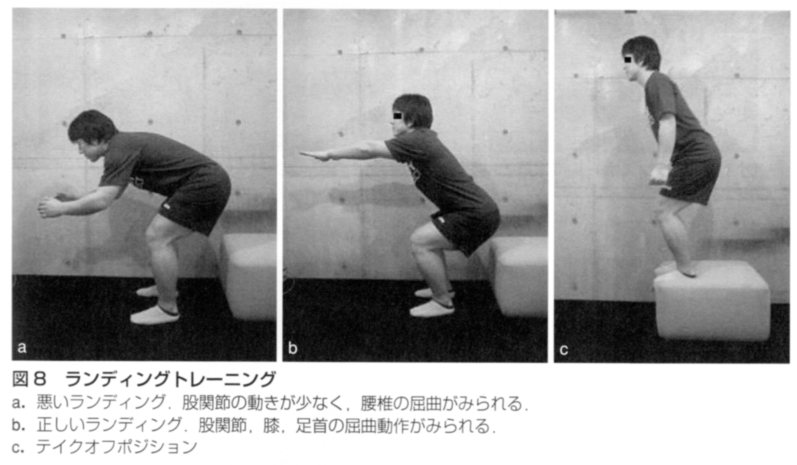 a
b
c
図8 ランディングトレーニング
a. 悪いランディング．股関節の動きが少なく，腰椎の屈曲がみられる．
b. 正しいランディング．股関節，膝，足首の屈曲動作がみられる．
c. テイクオフポジション